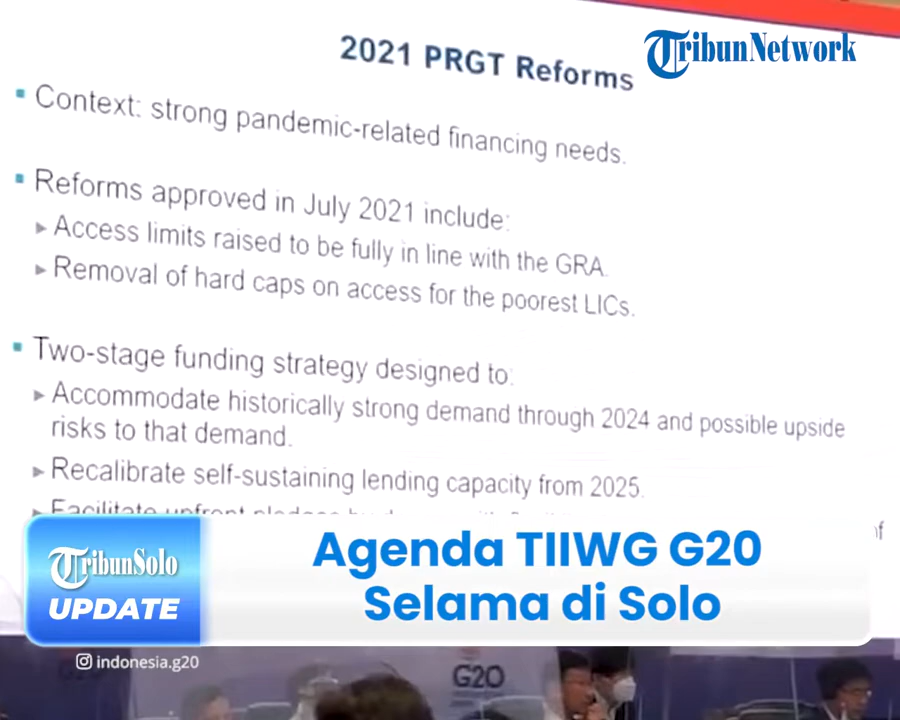 TribunNetwork
2021 PRGT Reforms
Context: strong pandemic-related financing needs.
Reforms approved in July 2021 include:
Access limits raised to be fully in line with the GRA.
Removal of hard caps on access for the poorest LICs.
Two-stage funding strategy designed to:
Accommodate historically strong demand through 2024 and possible upside
risks to that demand.
Recalibrate self-sustaining lending capacity from 2025.
Facilitate upfront
TribunSolo
UPDATE
Agenda TIIWG G20
Selama di Solo
indonesia.g20
G20